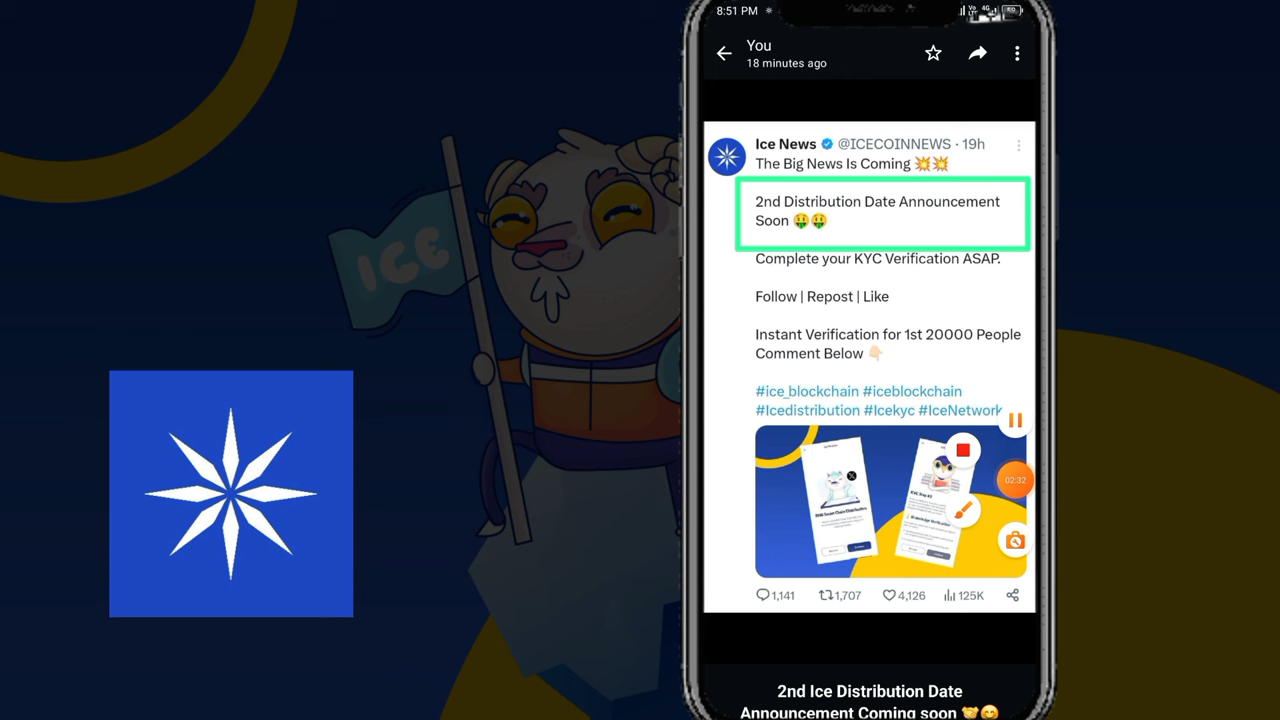 8:51 PM
You
18 minutes ago
Ice News @ICECOINNEWS · 19h
The Big News Is Coming 💥💥
2nd Distribution Date Announcement
Soon 🤑🤑
Complete your KYC Verification ASAP.
Follow | Repost | Like
Instant Verification for 1st 20000 People
Comment Below 👇🏻
#ice_blockchain #iceblockchain
#Icedistribution #Icekyc #IceNetwork
02:32
1,141 1,707 4,126 125K
2nd Ice Distribution Date
Announcement Coming soon 🤝😊
ICE